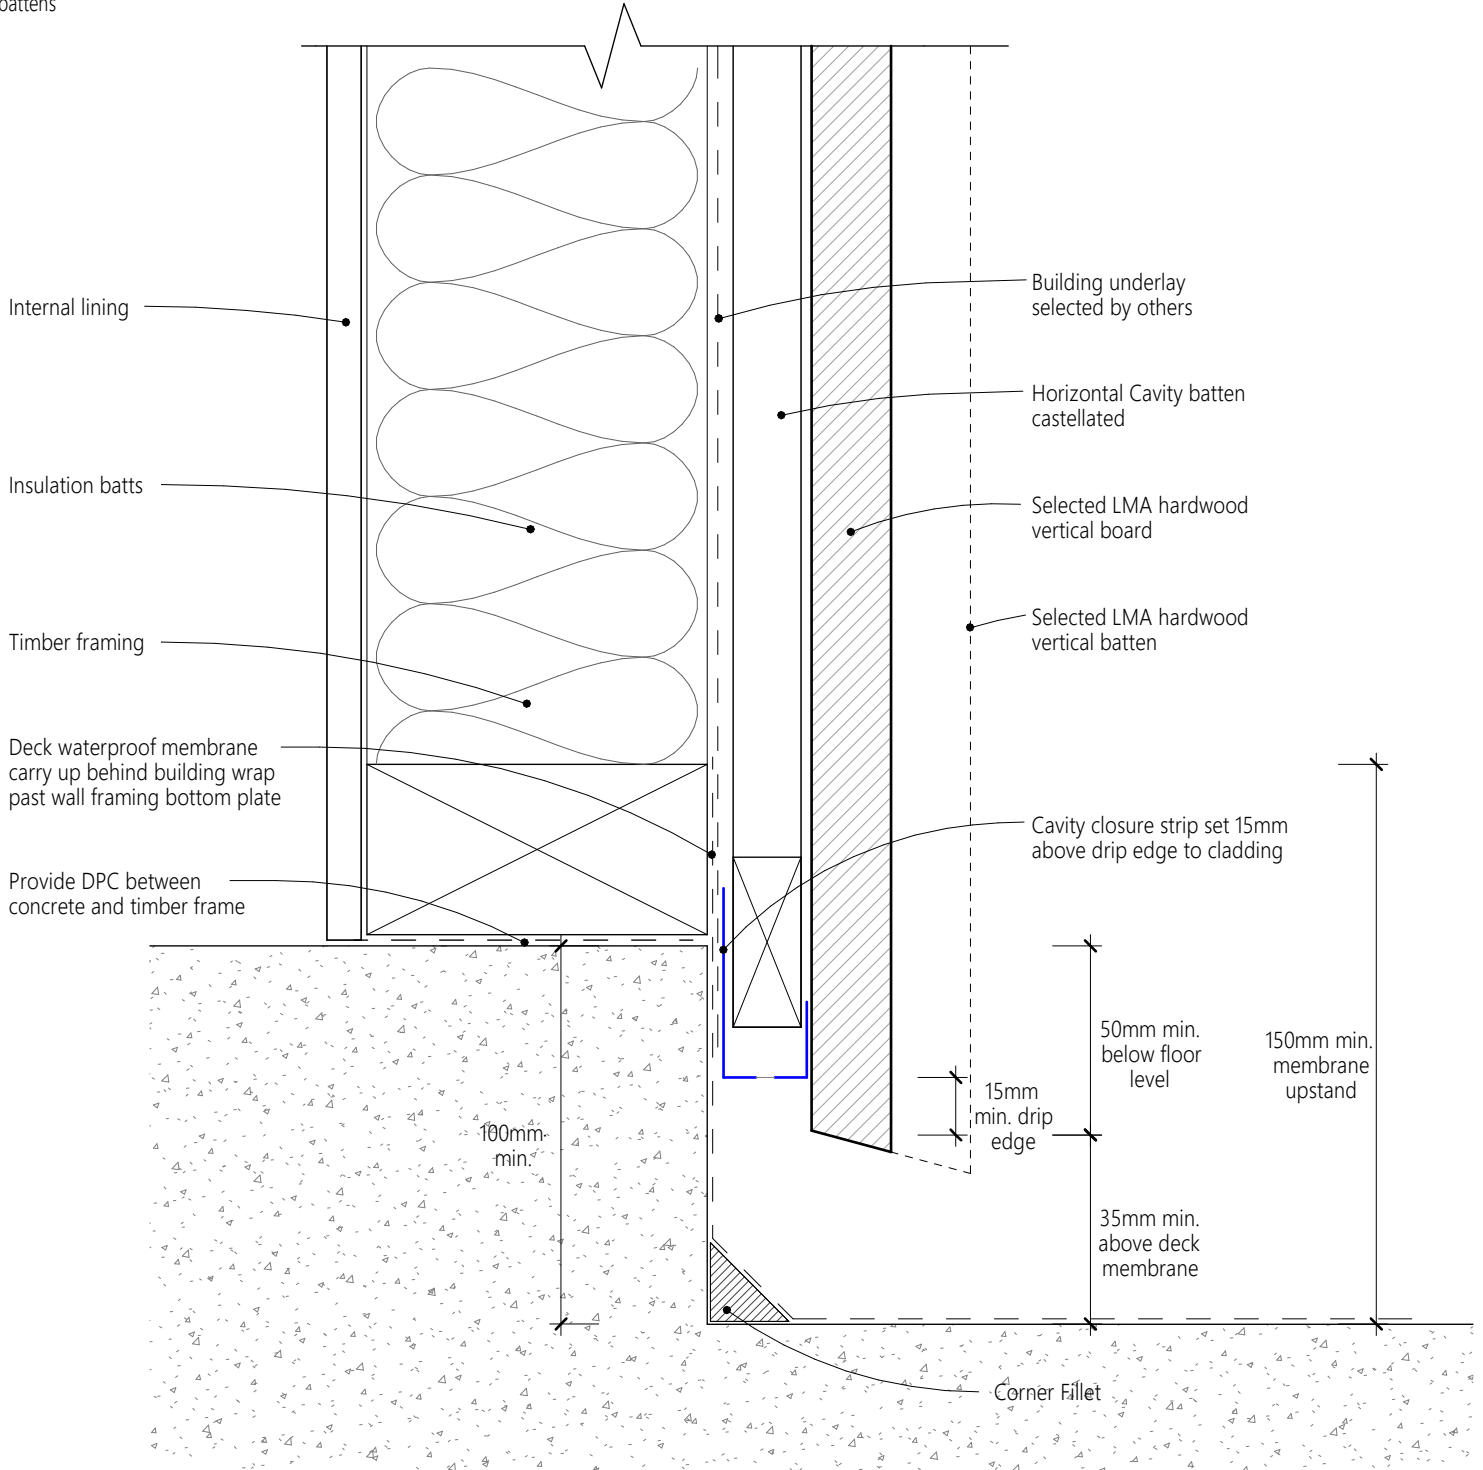 battens
Internal lining
Insulation batts
Timber framing
Deck waterproof membrane
carry up behind building wrap
past wall framing bottom plate
Provide DPC between
concrete and timber frame
Building underlay
selected by others
Horizontal Cavity batten
castellated
Selected LMA hardwood
vertical board
Selected LMA hardwood
vertical batten
Cavity closure strip set 15mm
above drip edge to cladding
50mm min.
below floor
level
150mm min.
membrane
upstand
15mm
min. drip
edge
100mm
min.
35mm min.
above deck
membrane
Corner Fillet